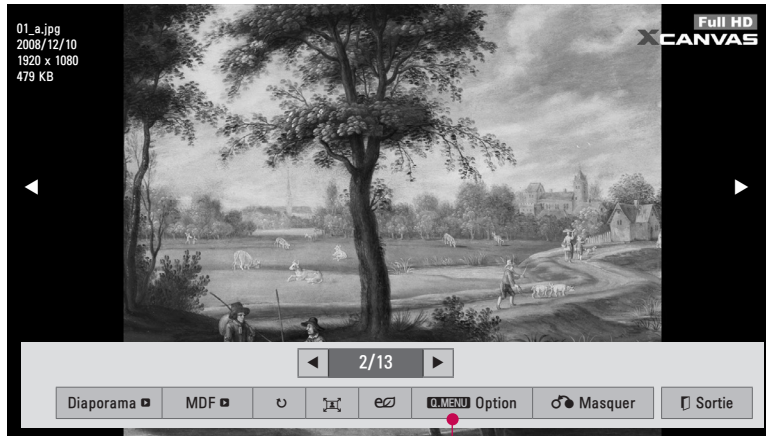 01_a.jpg
2008/12/10
1920 x 1080
479 KB
Full HD
XCANVAS
2/13
Diaporama
MDF
e
Q.MENU Option
Masquer
Sortie